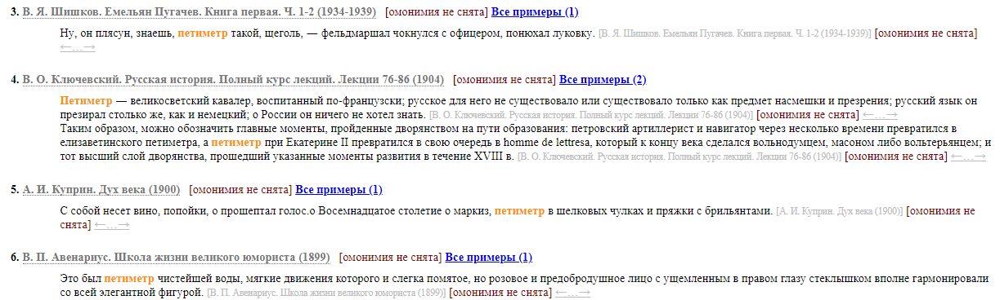 3. В. Я. Шишков. Емельян Пугачев. Книга первая. Ч. 1-2 (1934-1939) [омонимия не снята] Все примеры (1)
Ну, он плясун, знаешь, петиметр такой, щеголь, — фельдмаршал чокнулся с офицером, понюхал луковку. [В. Я. Шишков. Емельян Пугачев. Книга первая. Ч. 1-2 (1934-1939)] [омонимия не снята]
←…→
4. В. О. Ключевский. Русская история. Полный курс лекций. Лекции 76-86 (1904) [омонимия не снята] Все примеры (2)
Петиметр — великосветский кавалер, воспитанный по-французски; русское для него не существовало или существовало только как предмет насмешки и презрения; русский язык он
презирал столько же, как и немецкий; о России он ничего не хотел знать. [В. О. Ключевский. Русская история. Полный курс лекций. Лекции 76-86 (1904)] [омонимия не снята] ←…→
Таким образом, можно обозначить главные моменты, пройденные дворянством на пути образования: петровский артиллерист и навигатор через несколько времени превратился в
елизаветинского петиметра, а петиметр при Екатерине II превратился в свою очередь в homme de lettresa, который к концу века сделался вольнодумцем, масоном либо вольтерьянцем; и
тот высший слой дворянства, прошедший указанные моменты развития в течение XVIII в. [В. О. Ключевский. Русская история. Полный курс лекций. Лекции 76-86 (1904)] [омонимия не снята] ←…→
5. А. И. Куприн. Дух века (1900) [омонимия не снята] Все примеры (1)
С собой несет вино, попойки, о прошептал голос.о Восемнадцатое столетие о маркиз, петиметр в шелковых чулках и пряжки с брильянтами. [А. И. Куприн. Дух века (1900)] [омонимия не
снята] ←…→
6. В. П. Авенариус. Школа жизни великого юмориста (1899) [омонимия не снята] Все примеры (1)
Это был петиметр чистейшей воды, мягкие движения которого и слегка помятое, но розовое и предобродушное лицо с ущемленным в правом глазу стеклышком вполне гармонировали
со всей элегантной фигурой. [В. П. Авенариус. Школа жизни великого юмориста (1899)] [омонимия не снята] ←…→